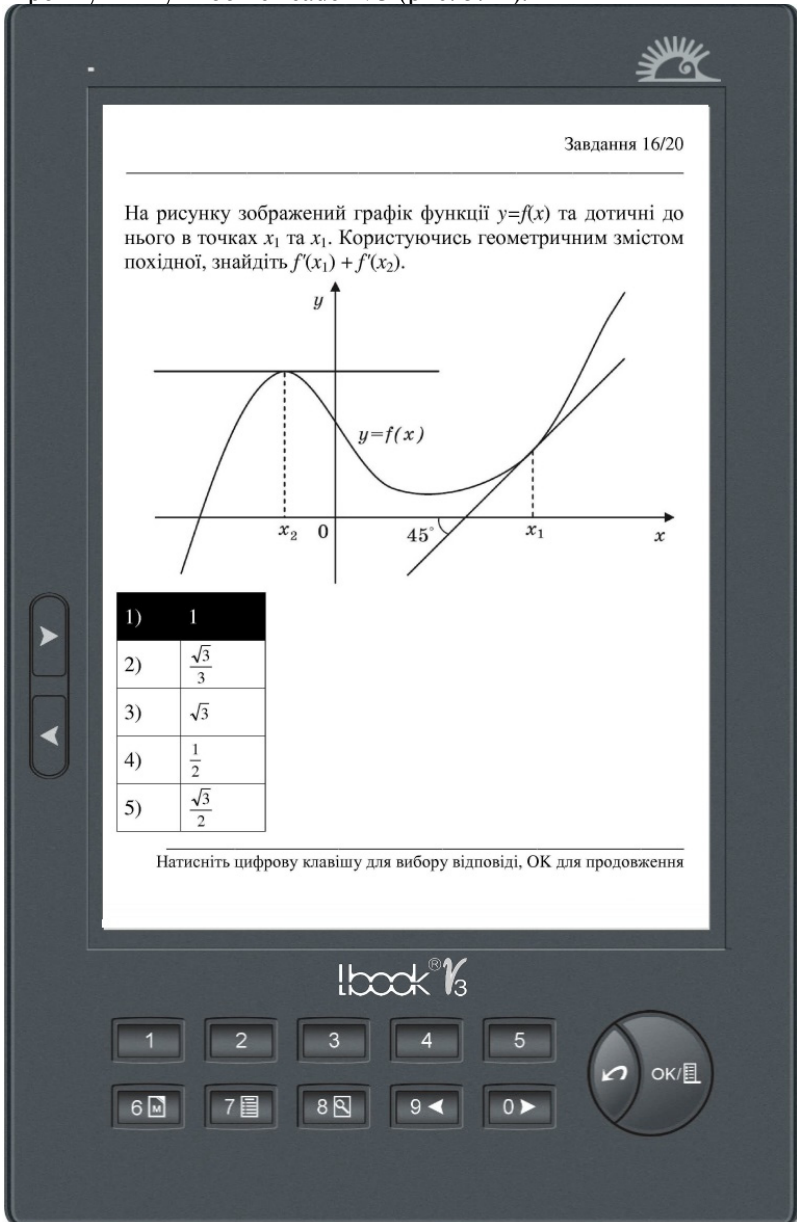 Завдання 16/20
На рисунку зображений графік функції y=f(x) та дотичні до
нього в точках x₁ та x₁. Користуючись геометричним змістом
похідної, знайдіть f'(x₁) + f'(x₂).
y
y=f(x)
x₂ 0 45° x₁ x
1) 1
2) √3/3
3) √3
4) 1/2
5) √3/2
Натисніть цифрову клавішу для вибору відповіді, ОК для продовження
lbook® V3
1 2 3 4 5
OK/
6 M 7 8 9 0